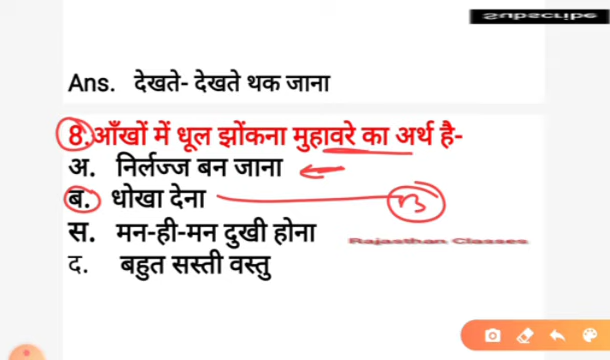 Subscribe
Ans. देखते- देखते थक जाना
8. आँखों में धूल झोंकना मुहावरे का अर्थ है-
अ. निर्लज्ज बन जाना
ब. धोखा देना B
स. मन-ही-मन दुखी होना
Rajasthan Classes
द. बहुत सस्ती वस्तु